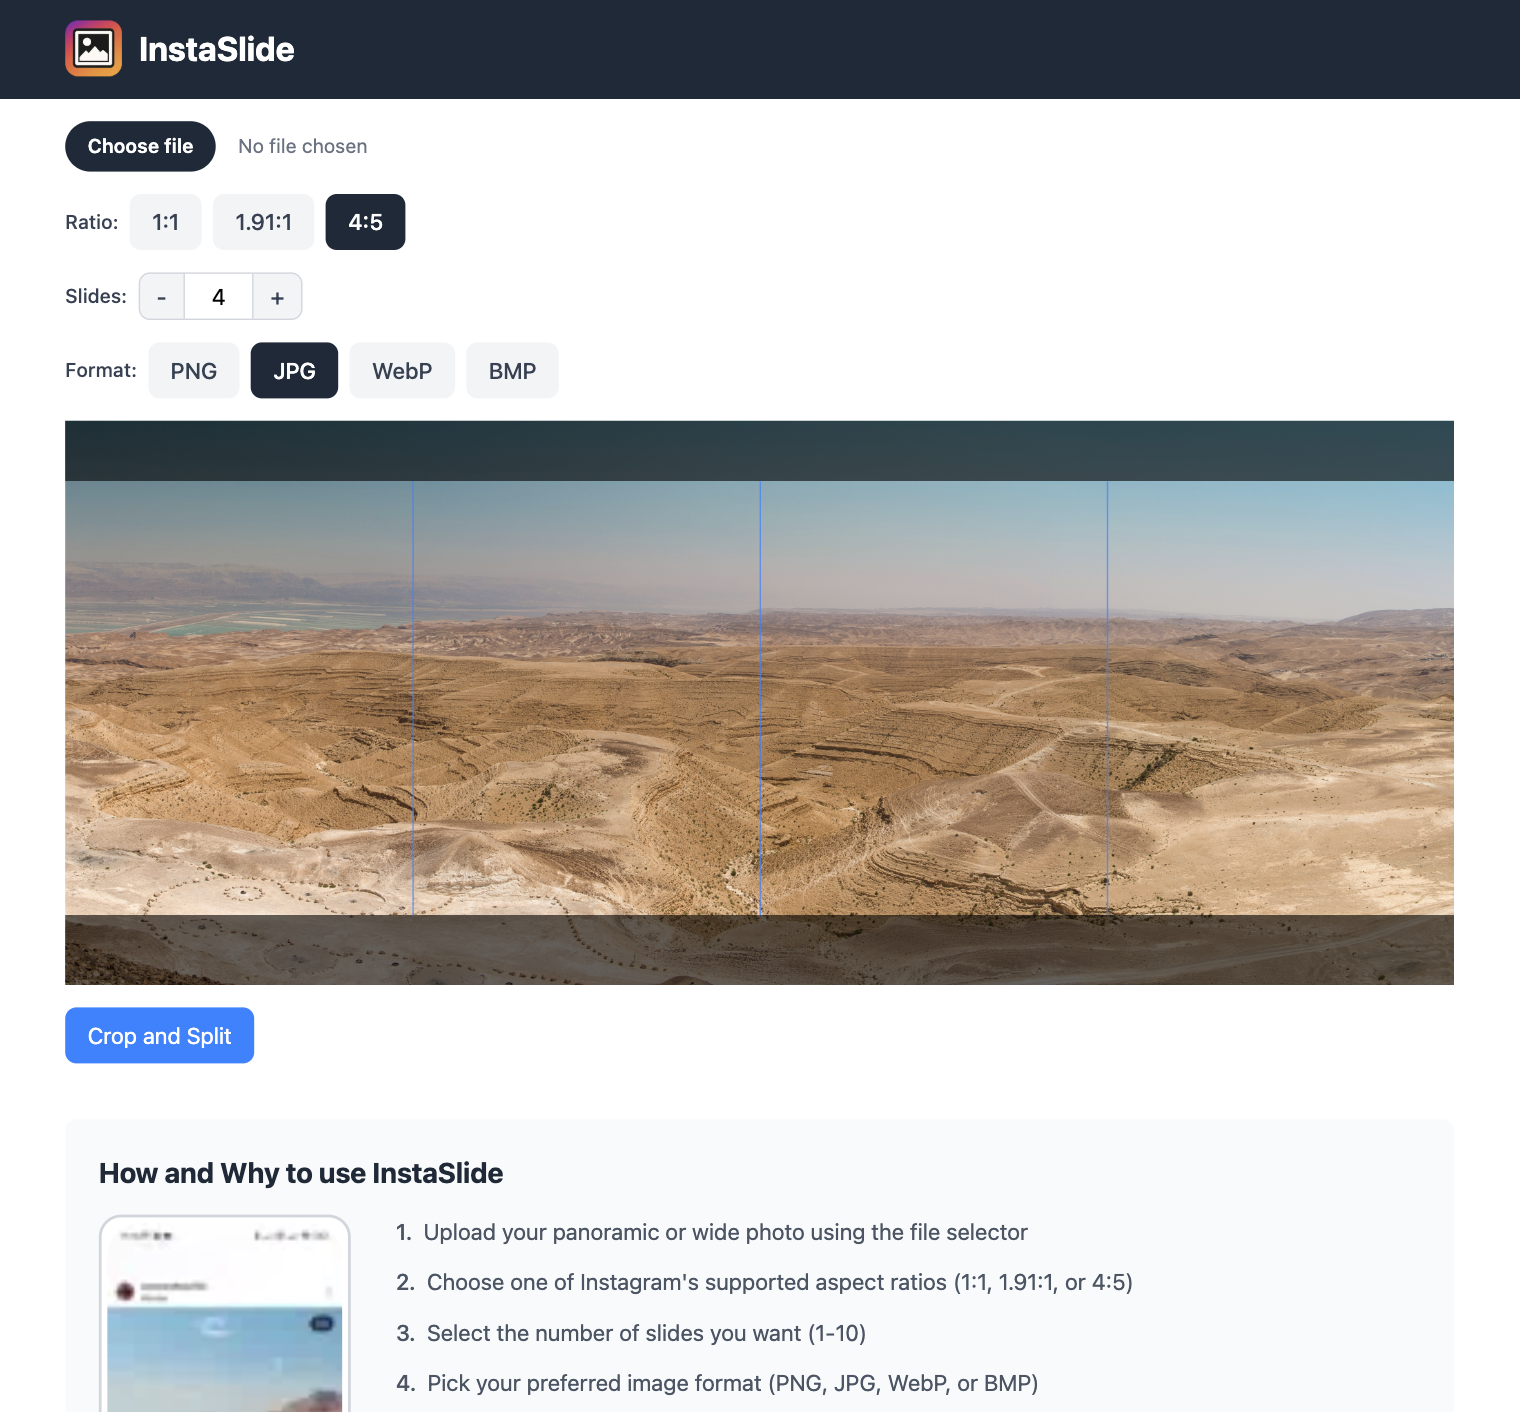 InstaSlide
Choose file No file chosen
Ratio: 1:1 1.91:1 4:5
Slides: - 4 +
Format: PNG JPG WebP BMP
Crop and Split
How and Why to use InstaSlide
1. Upload your panoramic or wide photo using the file selector
2. Choose one of Instagram's supported aspect ratios (1:1, 1.91:1, or 4:5)
3. Select the number of slides you want (1-10)
4. Pick your preferred image format (PNG, JPG, WebP, or BMP)